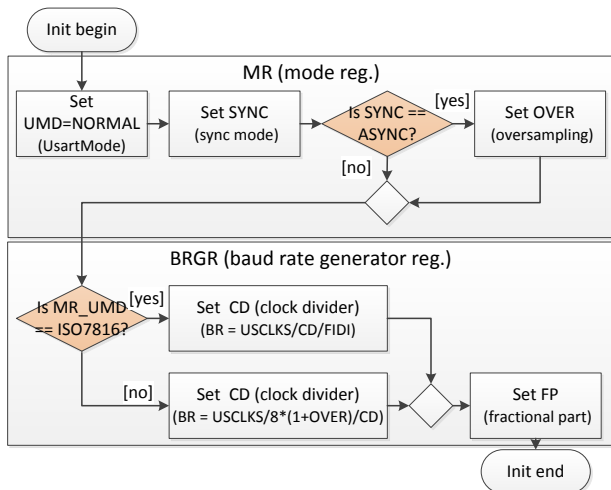 Init begin
MR (mode reg.)
Set
UMD=NORMAL
(UsartMode)
Set SYNC
(sync mode)
Is SYNC ==
ASYNC?
[yes]
Set OVER
(oversampling)
[no]
BRGR (baud rate generator reg.)
Is MR_UMD
== ISO7816?
[yes]
Set CD (clock divider)
(BR = USCLKS/CD/FIDI)
[no]
Set CD (clock divider)
(BR = USCLKS/8*(1+OVER)/CD)
Set FP
(fractional part)
Init end